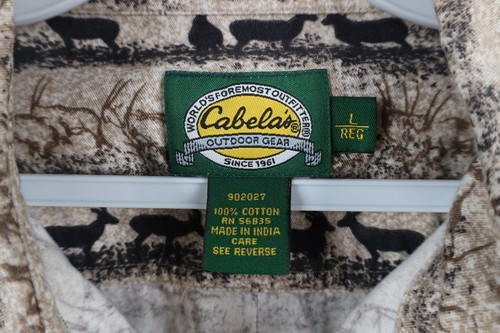 WORLD'S FOREMOST OUTFITTER®
Cabela's®
OUTDOOR GEAR
SINCE 1961
L
REG
902027
100% COTTON
RN 56835
MADE IN INDIA
CARE
SEE REVERSE